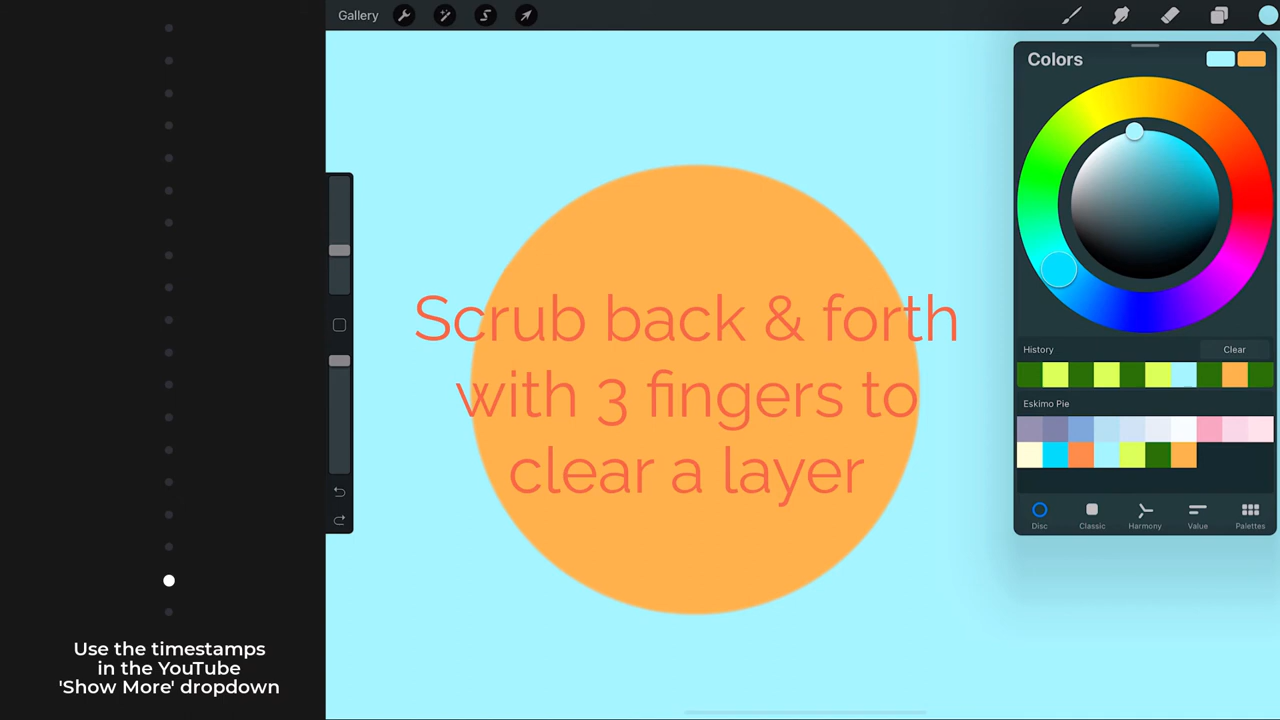 Gallery
Colors
Scrub back & forth
with 3 fingers to
clear a layer
History
Clear
Eskimo Pie
Disc
Classic
Harmony
Value
Palettes
Use the timestamps
in the YouTube
'Show More' dropdown